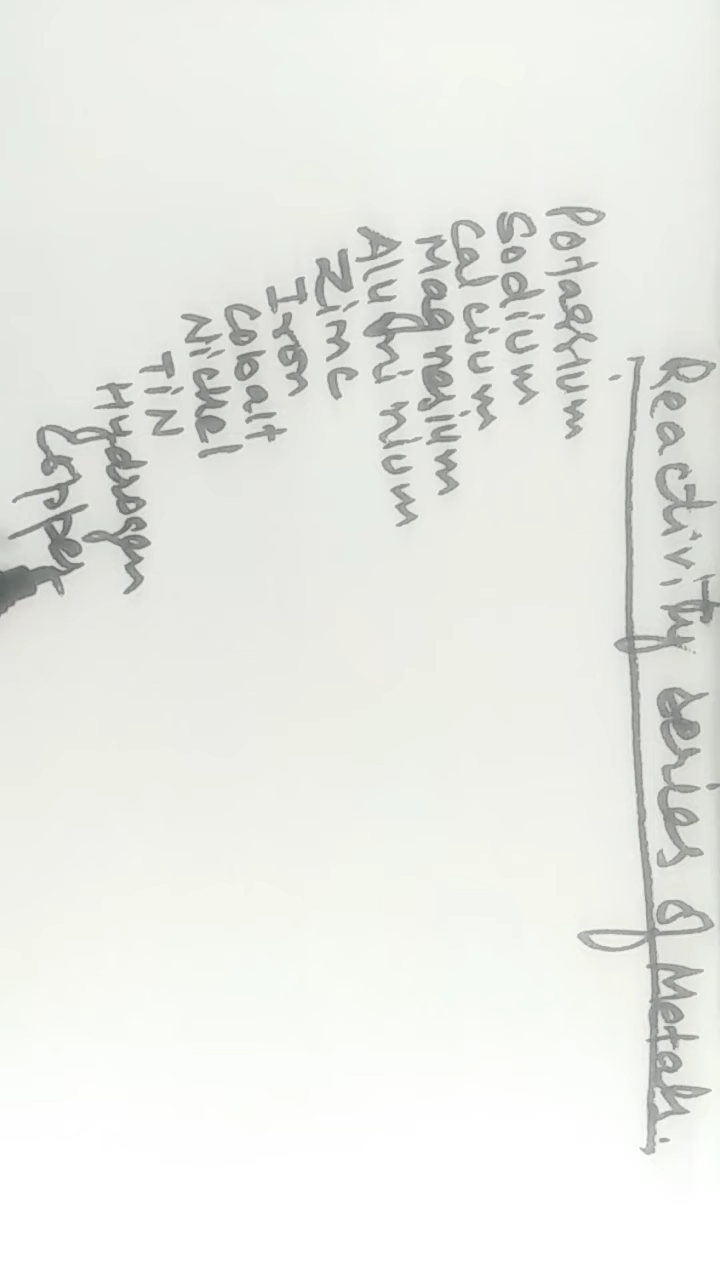 Reactivity series of Metals.
Potassium
Sodium
Calcium
Magnesium
Aluminium
Zinc
Iron
Cobalt
Nickel
TiN
Hydrogen
Copper